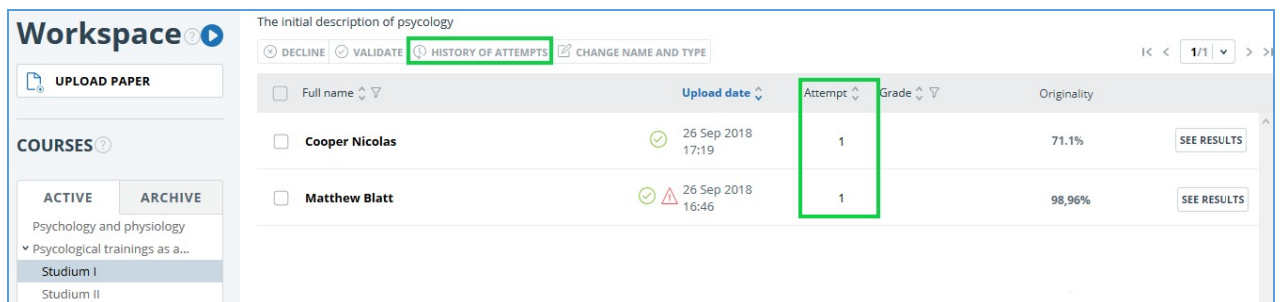 Workspace
UPLOAD PAPER
COURSES
ACTIVE ARCHIVE
Psychology and physiology
Psycological trainings as a...
Studium I
Studium II
The initial description of psycology
DECLINE VALIDATE HISTORY OF ATTEMPTS CHANGE NAME AND TYPE
1/1
Full name Upload date Attempt Grade Originality
Cooper Nicolas 26 Sep 2018 17:19 1 71.1% SEE RESULTS
Matthew Blatt 26 Sep 2018 16:46 1 98,96% SEE RESULTS